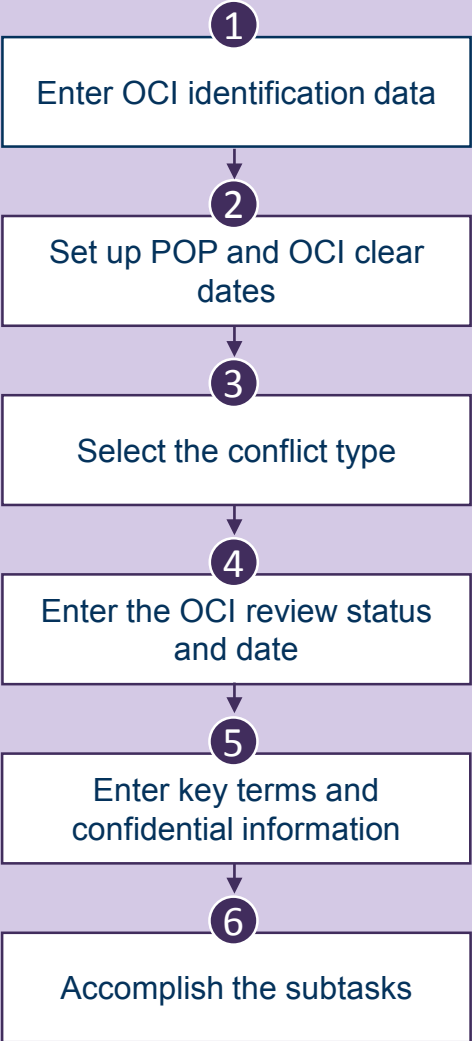 1
Enter OCI identification data
2
Set up POP and OCI clear
dates
3
Select the conflict type
4
Enter the OCI review status
and date
5
Enter key terms and
confidential information
6
Accomplish the subtasks